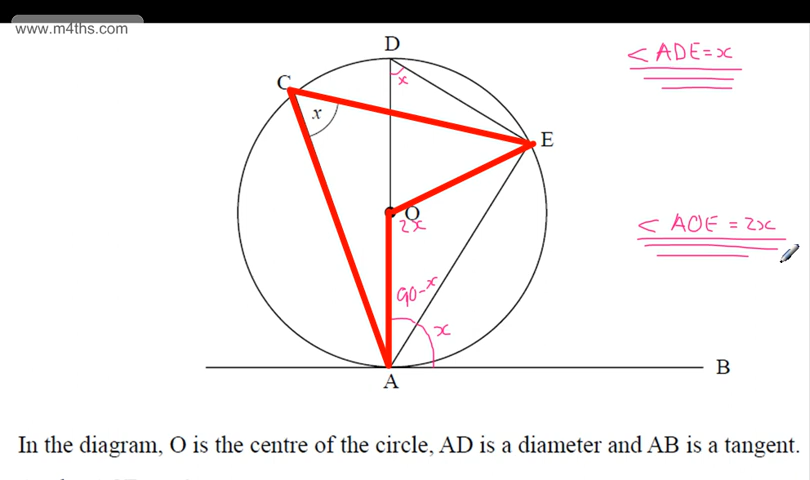 www.m4ths.com
D
< ADE = x
C
x
x
E
O
2x
< AOE = 2x
90-x
x
B
A
In the diagram, O is the centre of the circle, AD is a diameter and AB is a tangent.